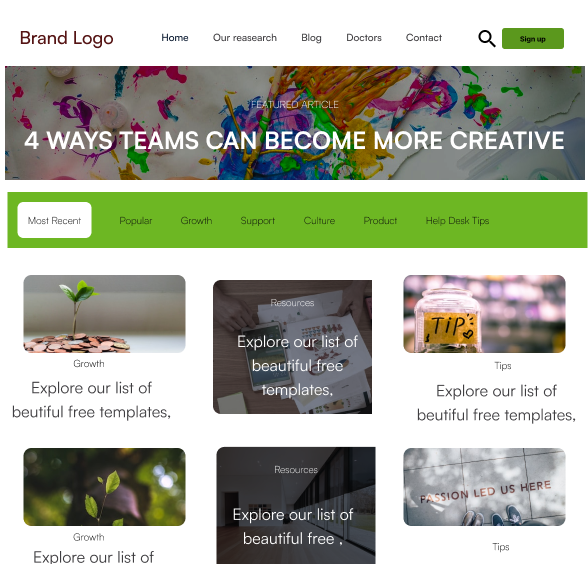 Brand Logo
Home Our reasearch Blog Doctors Contact Sign up
FEATURED ARTICLE
4 WAYS TEAMS CAN BECOME MORE CREATIVE
Most Recent Popular Growth Support Culture Product Help Desk Tips
Growth
Explore our list of
beutiful free templates,
Resources
Explore our list of
beautiful free
templates,
TiP
Tips
Explore our list of
beutiful free templates,
Growth
Explore our list of
Resources
Explore our list of
beautiful free .
PASSION LED US HERE
Tips